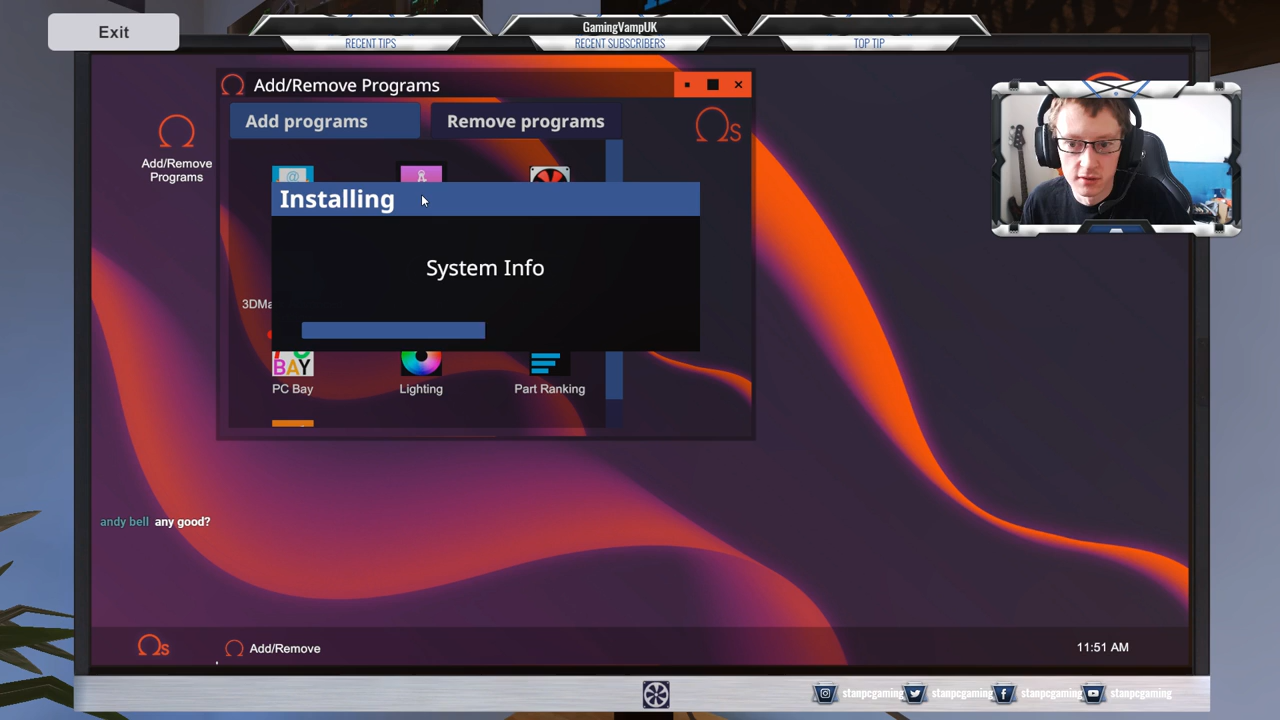 Exit
GamingVampUK
RECENT TIPS
RECENT SUBSCRIBERS
TOP TIP
Add/Remove Programs
Add programs
Remove programs
Add/Remove
Programs
Installing
System Info
3DMa
BAY
PC Bay
Lighting
Part Ranking
andy bell any good?
Add/Remove
11:51 AM
stanpcgaming
stanpcgaming
stanpcgaming
stanpcgaming